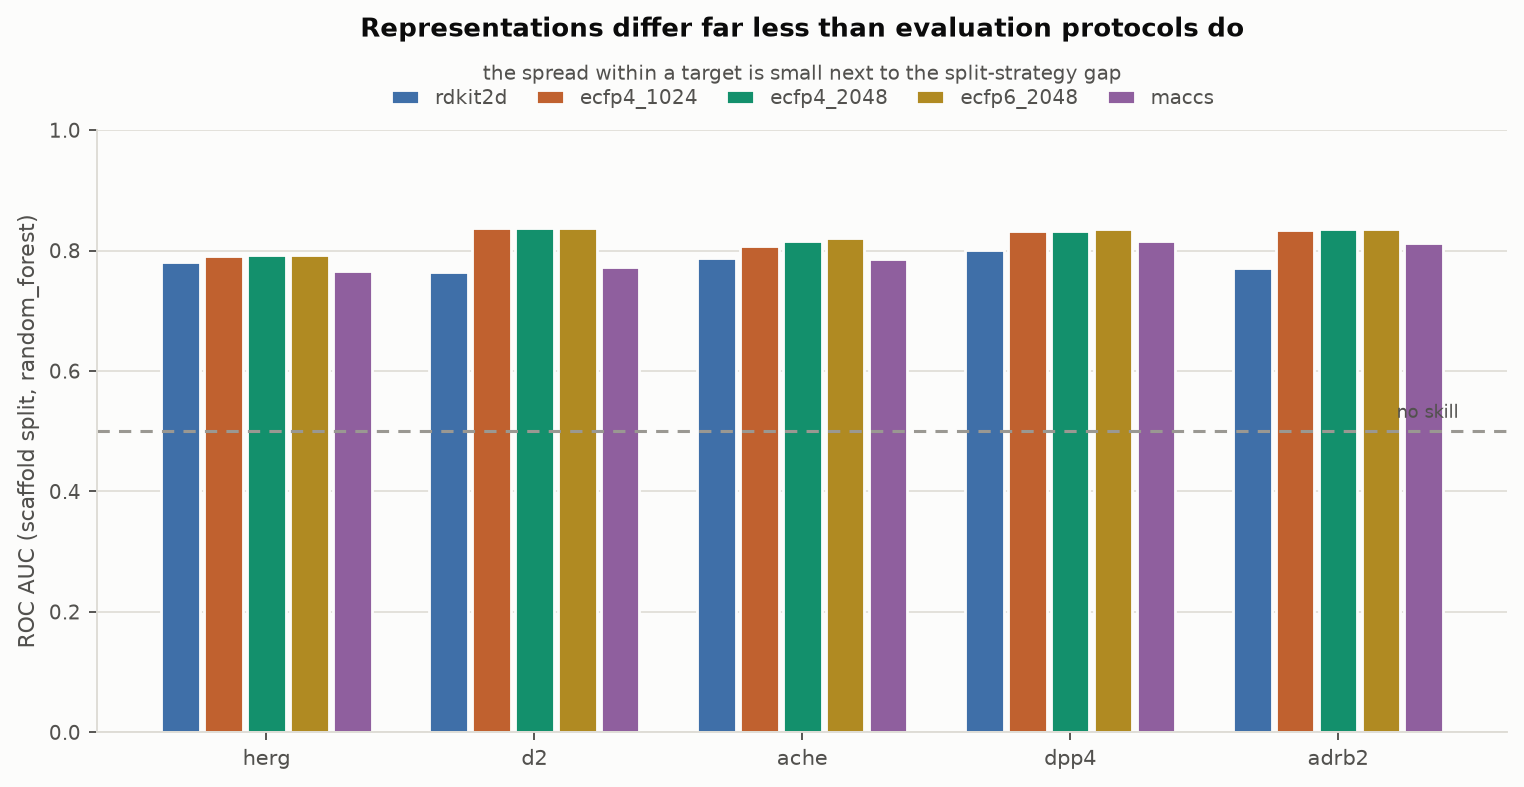 Representations differ far less than evaluation protocols do
the spread within a target is small next to the split-strategy gap
rdkit2d ecfp4_1024 ecfp4_2048 ecfp6_2048 maccs
ROC AUC (scaffold split, random_forest)
1.0
0.8
0.6
no skill
0.4
0.2
0.0
herg d2 ache dpp4 adrb2